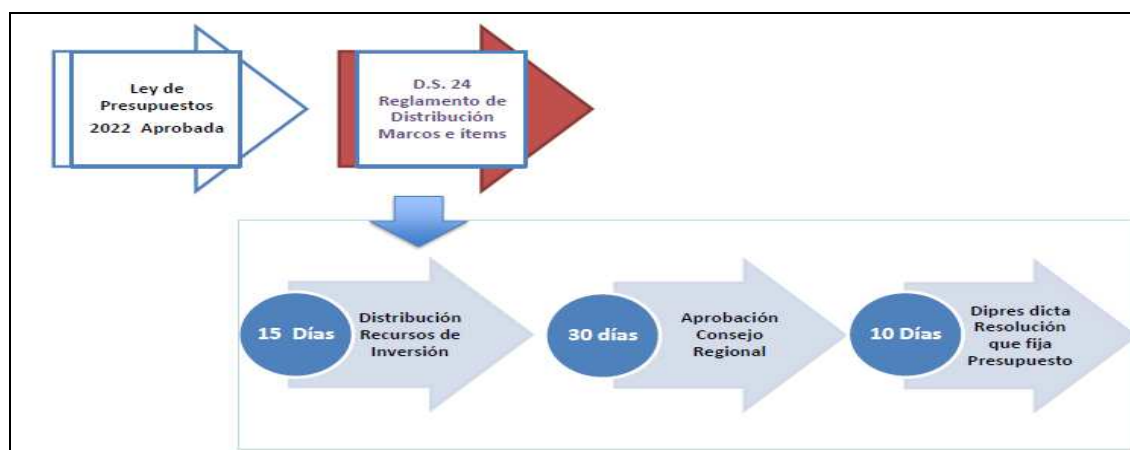 Ley de
Presupuestos
2022 Aprobada
D.S. 24
Reglamento de
Distribución
Marcos e ítems
15 Días
Distribución
Recursos de
Inversión
30 días
Aprobación
Consejo
Regional
10 Días
Dipres dicta
Resolución
que fija
Presupuesto